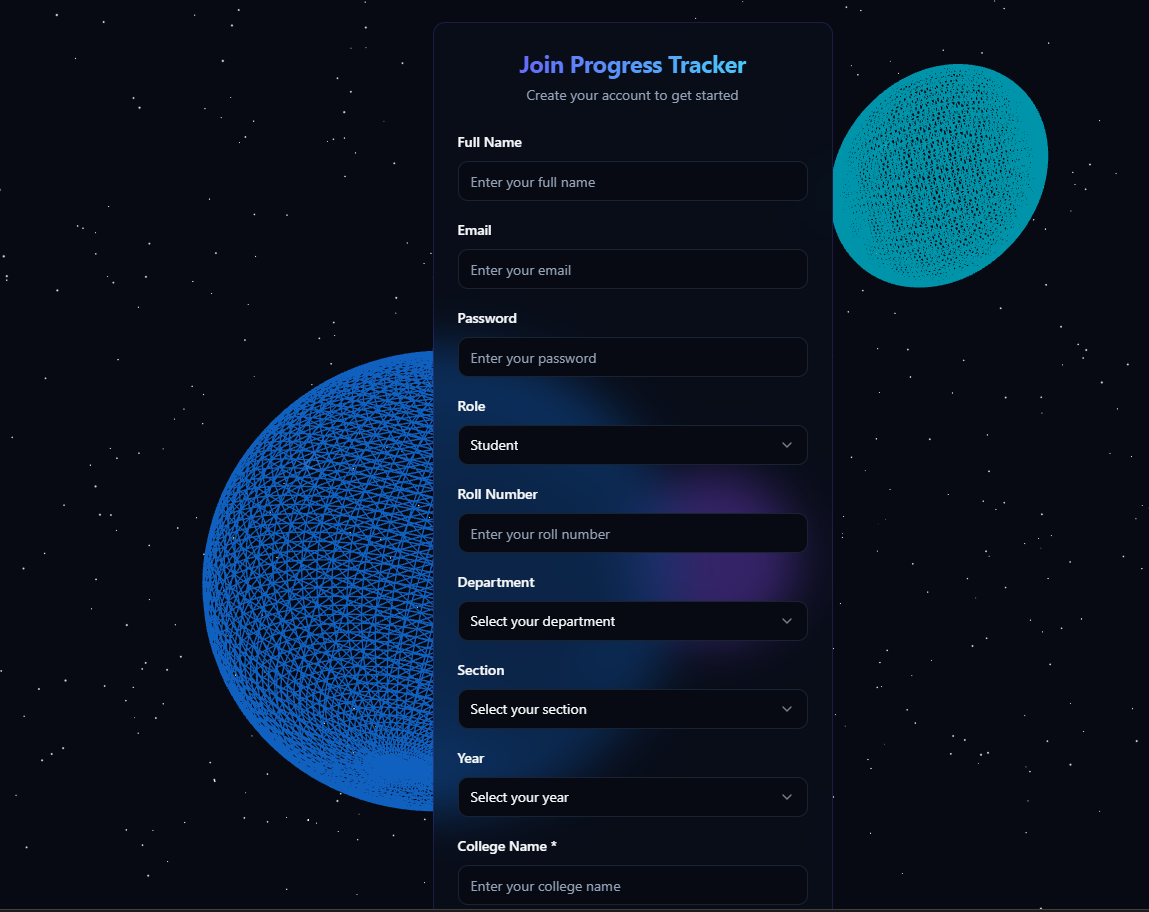 Join Progress Tracker
Create your account to get started
Full Name
Enter your full name
Email
Enter your email
Password
Enter your password
Role
Student
Roll Number
Enter your roll number
Department
Select your department
Section
Select your section
Year
Select your year
College Name *
Enter your college name